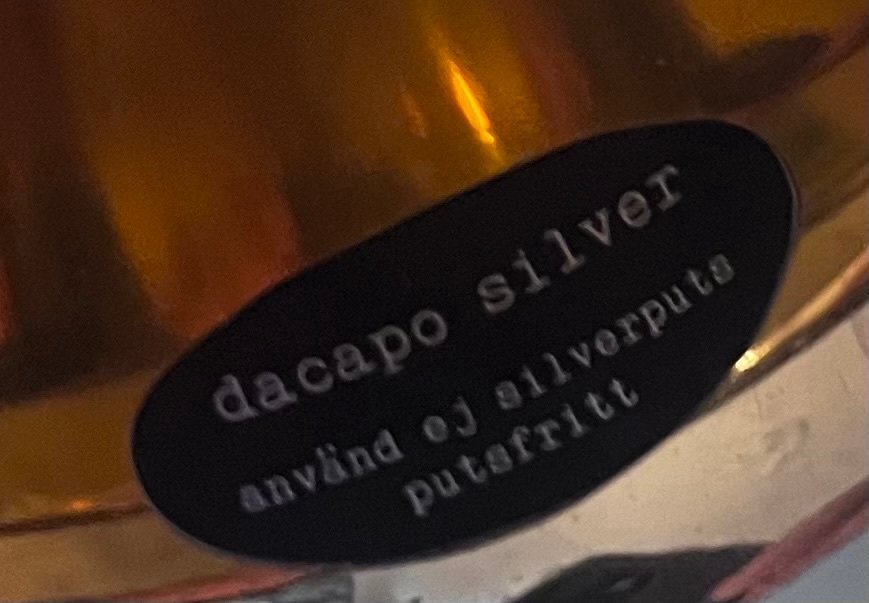 dacapo silver
använd ej silverputs
putsfritt